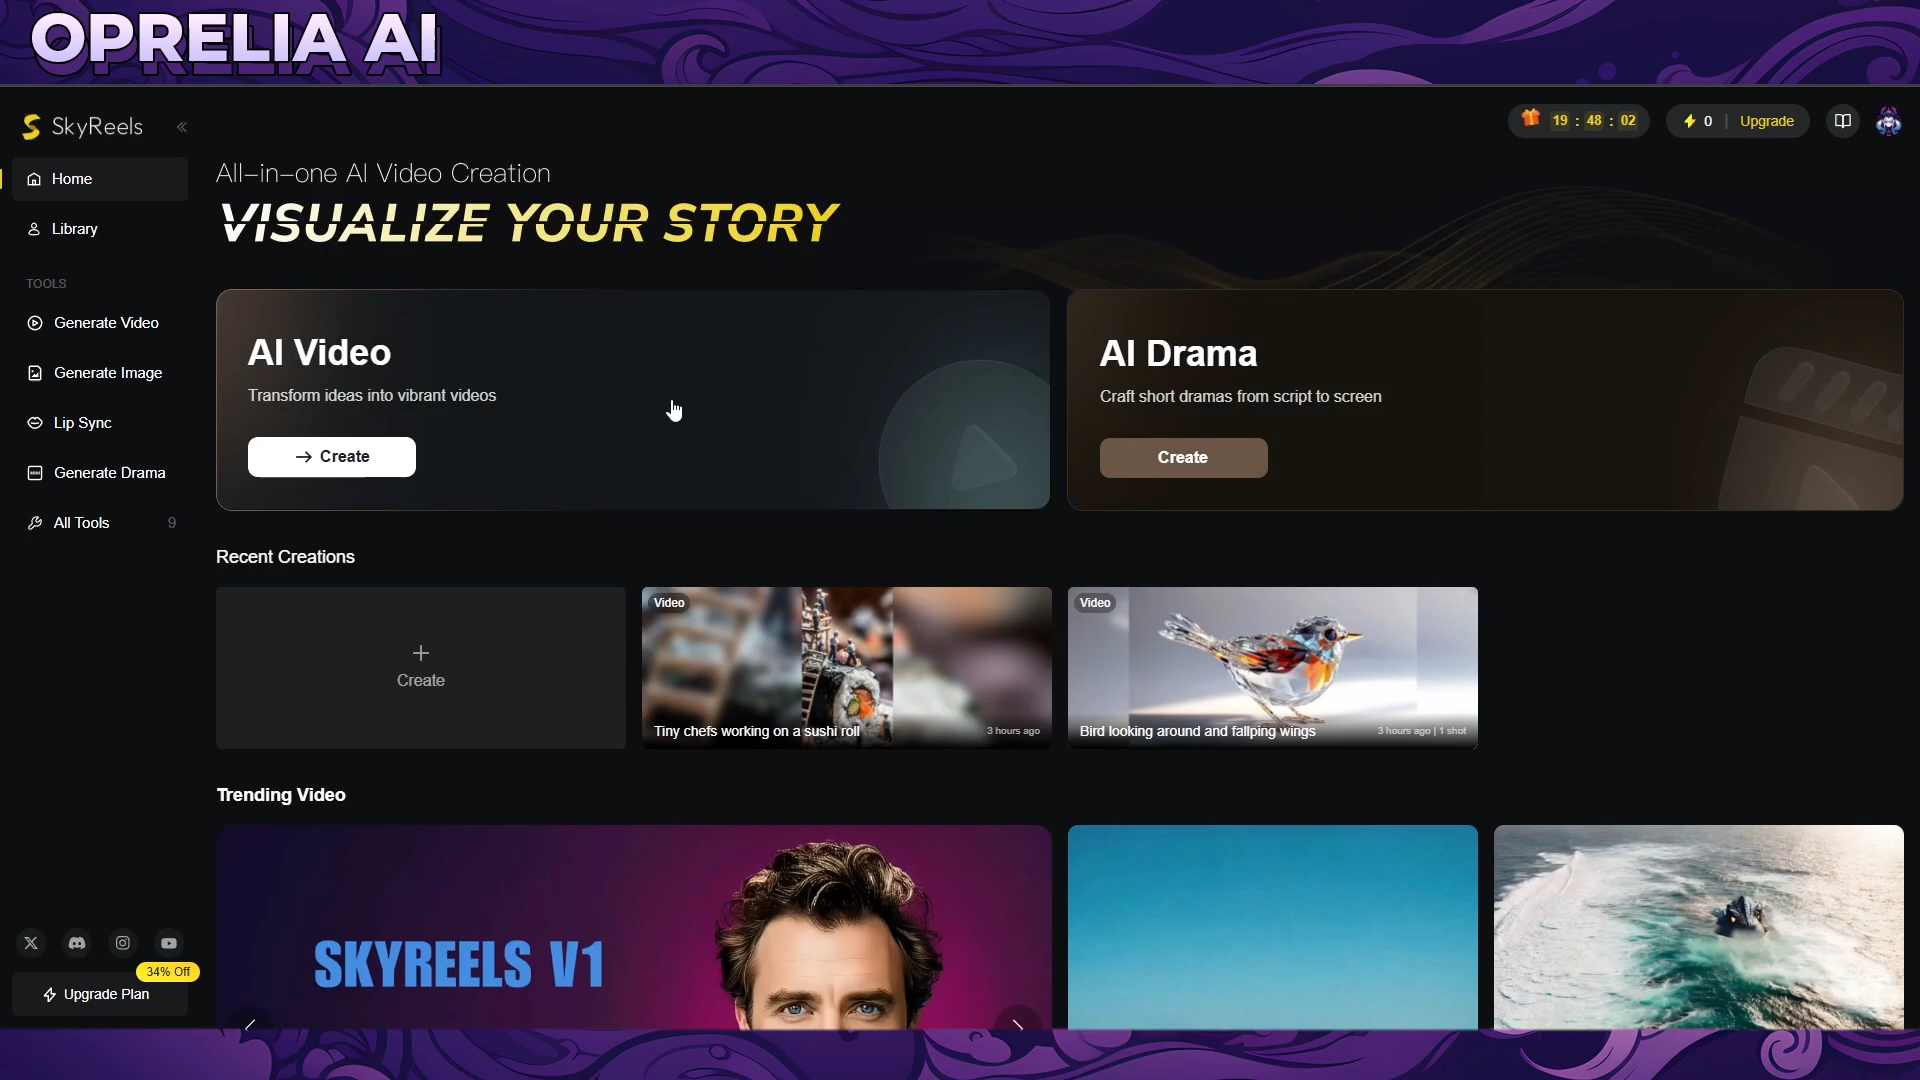 OPRELIA AI
SkyReels
19 : 48 : 02
0 | Upgrade
Home
Library
TOOLS
Generate Video
Generate Image
Lip Sync
Generate Drama
All Tools 9
All-in-one AI Video Creation
VISUALIZE YOUR STORY
AI Video
Transform ideas into vibrant videos
→ Create
AI Drama
Craft short dramas from script to screen
Create
Recent Creations
+
Create
Video
Tiny chefs working on a sushi roll
3 hours ago
Video
Bird looking around and fallping wings
3 hours ago | 1 shot
Trending Video
SKYREELS V1
34% Off
Upgrade Plan